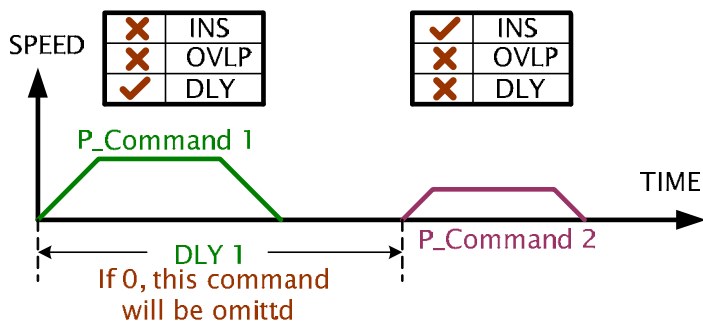 INS
OVLP
DLY
INS
OVLP
DLY
SPEED
P_Command 1
TIME
P_Command 2
DLY 1
If 0, this command
will be omittd